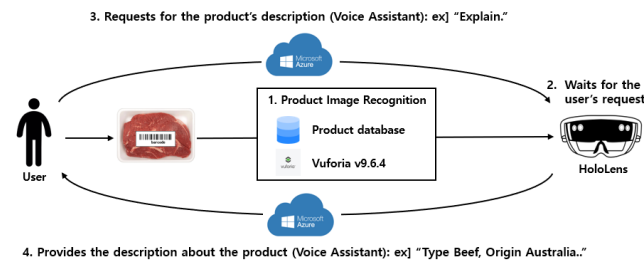 3. Requests for the product's description (Voice Assistant): ex] “Explain.”
Microsoft
Azure
1. Product Image Recognition
Product database
Vuforia v9.6.4
vuforia
barcode
2. Waits for the
user's request
User
HoloLens
Microsoft
Azure
4. Provides the description about the product (Voice Assistant): ex] “Type Beef, Origin Australia..”